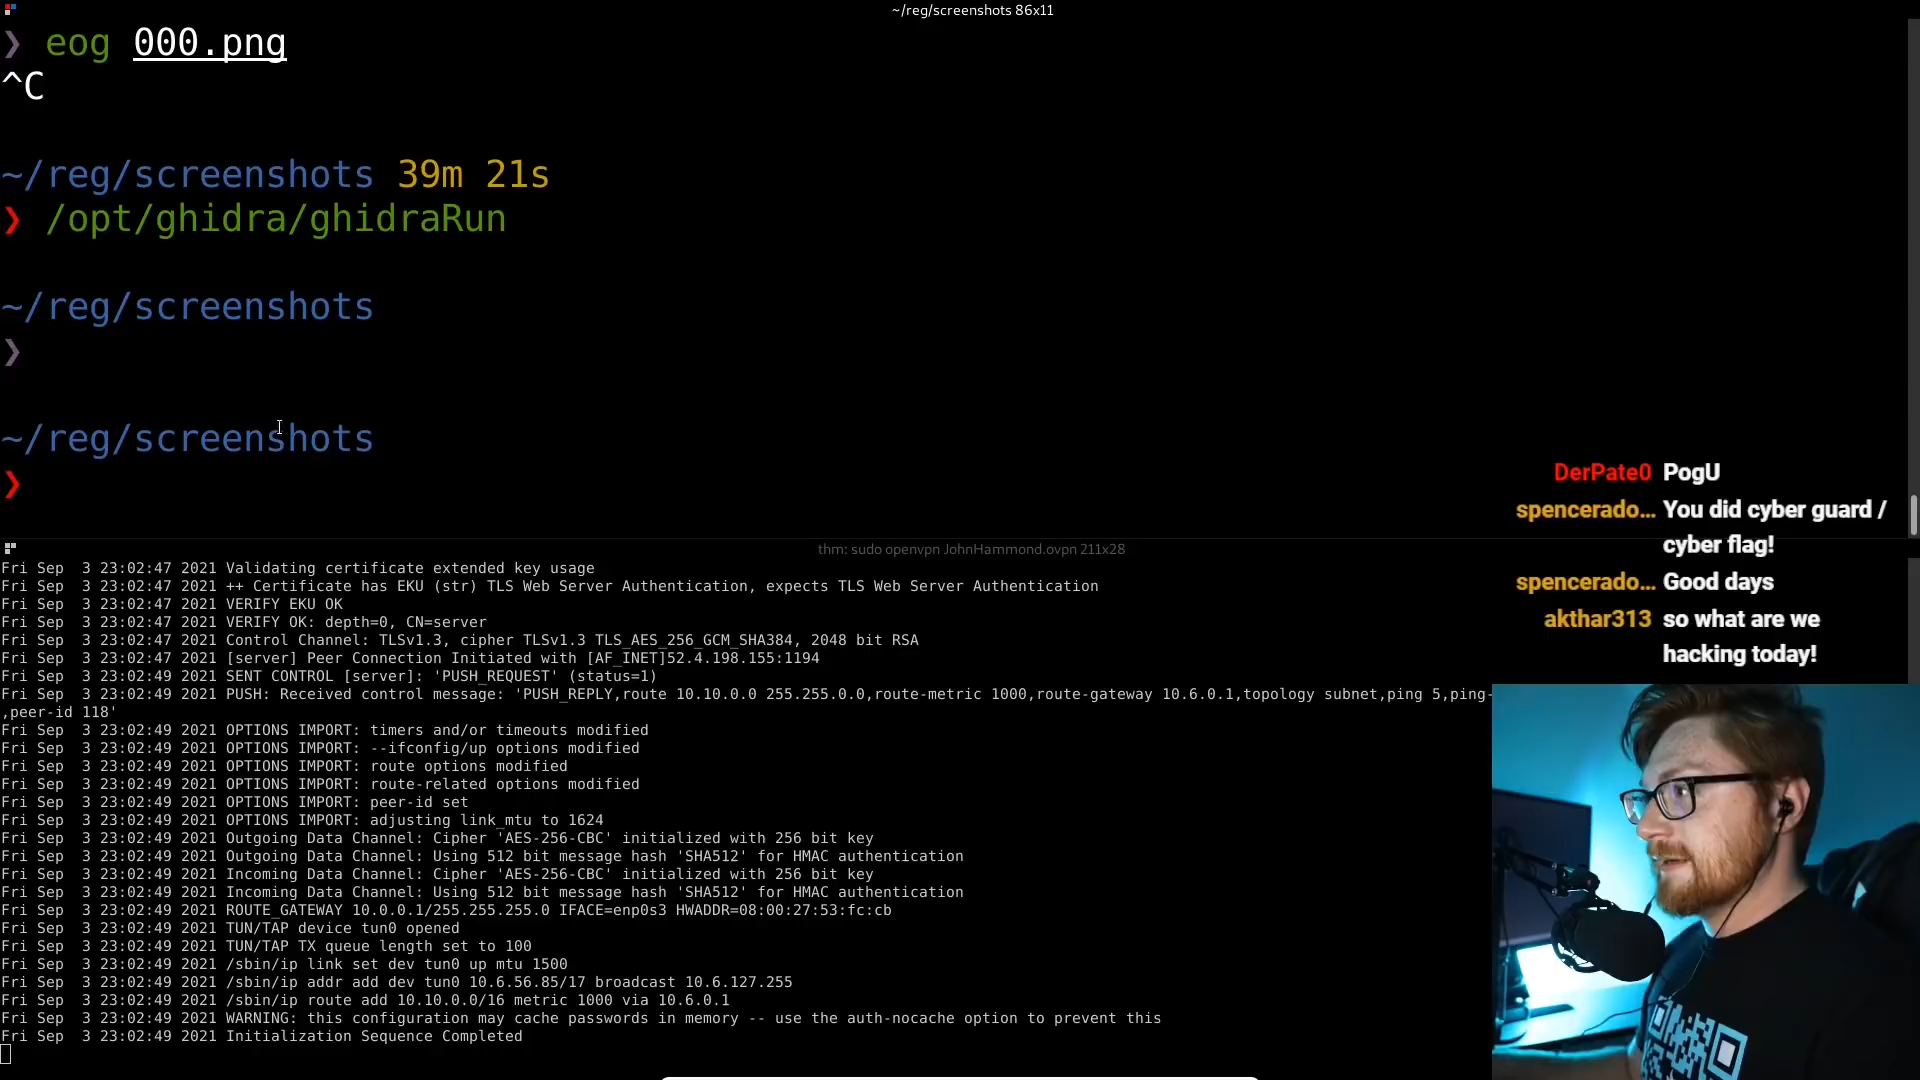 ~/reg/screenshots 86x11
❯ eog 000.png
^C
~/reg/screenshots 39m 21s
❯ /opt/ghidra/ghidraRun
~/reg/screenshots
❯
~/reg/screenshots
❯
DerPate0 PogU
spencerado... You did cyber guard /
cyber flag!
spencerado... Good days
akthar313 so what are we
hacking today!
thm: sudo openvpn JohnHammond.ovpn 211x28
Fri Sep  3 23:02:47 2021 Validating certificate extended key usage
Fri Sep  3 23:02:47 2021 ++ Certificate has EKU (str) TLS Web Server Authentication, expects TLS Web Server Authentication
Fri Sep  3 23:02:47 2021 VERIFY EKU OK
Fri Sep  3 23:02:47 2021 VERIFY OK: depth=0, CN=server
Fri Sep  3 23:02:47 2021 Control Channel: TLSv1.3, cipher TLSv1.3 TLS_AES_256_GCM_SHA384, 2048 bit RSA
Fri Sep  3 23:02:47 2021 [server] Peer Connection Initiated with [AF_INET]52.4.198.155:1194
Fri Sep  3 23:02:49 2021 SENT CONTROL [server]: 'PUSH_REQUEST' (status=1)
Fri Sep  3 23:02:49 2021 PUSH: Received control message: 'PUSH_REPLY,route 10.10.0.0 255.255.0.0,route-metric 1000,route-gateway 10.6.0.1,topology subnet,ping 5,ping-
,peer-id 118'
Fri Sep  3 23:02:49 2021 OPTIONS IMPORT: timers and/or timeouts modified
Fri Sep  3 23:02:49 2021 OPTIONS IMPORT: --ifconfig/up options modified
Fri Sep  3 23:02:49 2021 OPTIONS IMPORT: route options modified
Fri Sep  3 23:02:49 2021 OPTIONS IMPORT: route-related options modified
Fri Sep  3 23:02:49 2021 OPTIONS IMPORT: peer-id set
Fri Sep  3 23:02:49 2021 OPTIONS IMPORT: adjusting link_mtu to 1624
Fri Sep  3 23:02:49 2021 Outgoing Data Channel: Cipher 'AES-256-CBC' initialized with 256 bit key
Fri Sep  3 23:02:49 2021 Outgoing Data Channel: Using 512 bit message hash 'SHA512' for HMAC authentication
Fri Sep  3 23:02:49 2021 Incoming Data Channel: Cipher 'AES-256-CBC' initialized with 256 bit key
Fri Sep  3 23:02:49 2021 Incoming Data Channel: Using 512 bit message hash 'SHA512' for HMAC authentication
Fri Sep  3 23:02:49 2021 ROUTE_GATEWAY 10.0.0.1/255.255.255.0 IFACE=enp0s3 HWADDR=08:00:27:53:fc:cb
Fri Sep  3 23:02:49 2021 TUN/TAP device tun0 opened
Fri Sep  3 23:02:49 2021 TUN/TAP TX queue length set to 100
Fri Sep  3 23:02:49 2021 /sbin/ip link set dev tun0 up mtu 1500
Fri Sep  3 23:02:49 2021 /sbin/ip addr add dev tun0 10.6.56.85/17 broadcast 10.6.127.255
Fri Sep  3 23:02:49 2021 /sbin/ip route add 10.10.0.0/16 metric 1000 via 10.6.0.1
Fri Sep  3 23:02:49 2021 WARNING: this configuration may cache passwords in memory -- use the auth-nocache option to prevent this
Fri Sep  3 23:02:49 2021 Initialization Sequence Completed